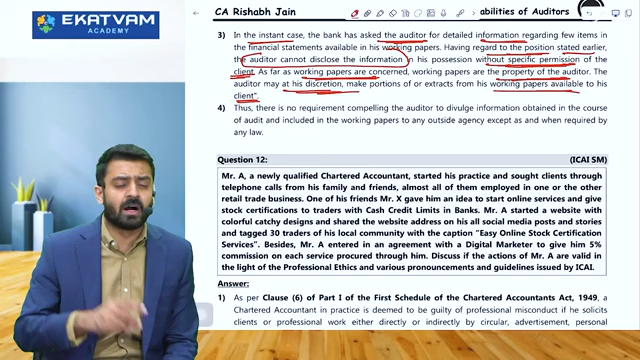 EKATVAM
ACADEMY
CA Rishabh Jain
abilities of Auditors
3) In the instant case, the bank has asked the auditor for detailed information regarding few items in
the financial statements available in his working papers. Having regard to the position stated earlier,
the auditor cannot disclose the information in his possession without specific permission of the
client. As far as working papers are concerned, working papers are the property of the auditor. The
auditor may at his discretion, make portions of or extracts from his working papers available to his
client".
4) Thus, there is no requirement compelling the auditor to divulge information obtained in the course
of audit and included in the working papers to any outside agency except as and when required by
any law.
Question 12: (ICAI SM)
Mr. A, a newly qualified Chartered Accountant, started his practice and sought clients through
telephone calls from his family and friends, almost all of them employed in one or the other
retail trade business. One of his friends Mr. X gave him an idea to start online services and give
stock certifications to traders with Cash Credit Limits in Banks. Mr. A started a website with
colorful catchy designs and shared the website address on his all social media posts and stories
and tagged 30 traders of his local community with the caption "Easy Online Stock Certification
Services". Besides, Mr. A entered in an agreement with a Digital Marketer to give him 5%
commission on each service procured through him. Discuss if the actions of Mr. A are valid in
the light of the Professional Ethics and various pronouncements and guidelines issued by ICAI.
Answer:
1) As per Clause (6) of Part I of the First Schedule of the Chartered Accountants Act, 1949, a
Chartered Accountant in practice is deemed to be guilty of professional misconduct if he solicits
clients or professional work either directly or indirectly by circular, advertisement, personal